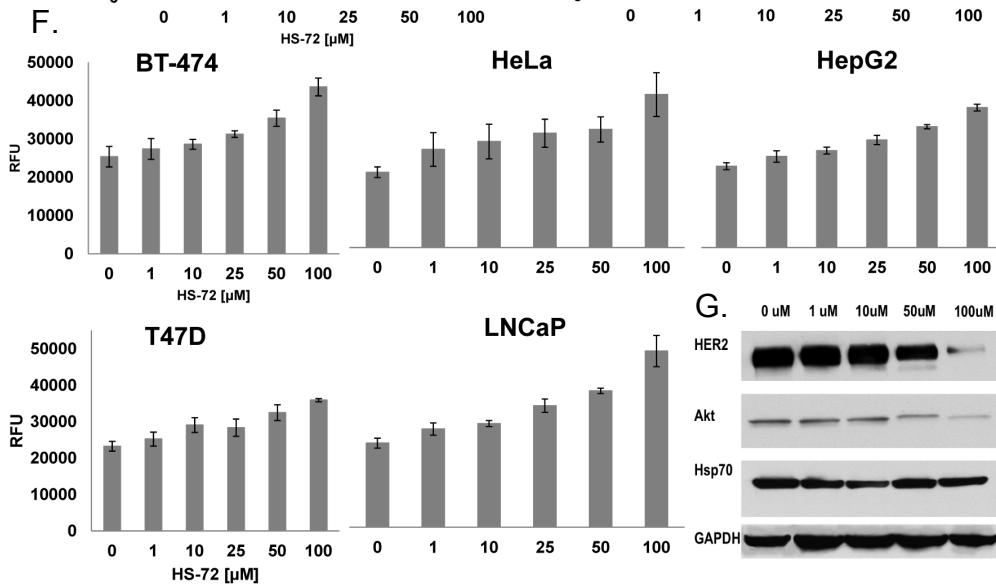 0 1 10 25 50 100
0 1 10 25 50 100
HS-72 [µM]
F.
BT-474
HeLa
HepG2
50000
40000
30000
20000
10000
0
RFU
0 1 10 25 50 100
HS-72 [µM]
0 1 10 25 50 100
0 1 10 25 50 100
T47D
LNCaP
50000
40000
30000
20000
10000
0
RFU
0 1 10 25 50 100
HS-72 [µM]
0 1 10 25 50 100
G.
0 uM 1 uM 10uM 50uM 100uM
HER2
Akt
Hsp70
GAPDH